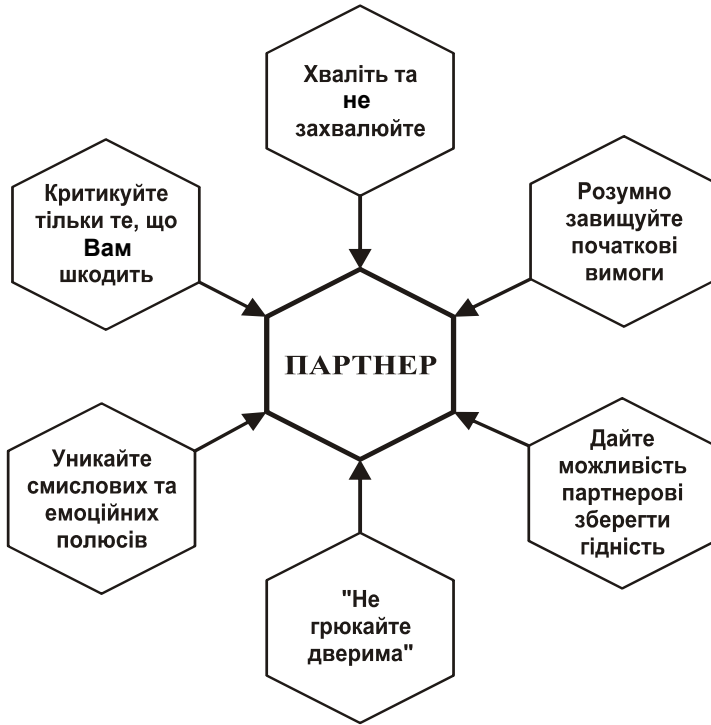 Хваліть та
не
захвалюйте
Критикуйте
тільки те, що
Вам
шкодить
Розумно
завищуйте
початкові
вимоги
ПАРТНЕР
Уникайте
смислових та
емоційних
полюсів
Дайте
можливість
партнерові
зберегти
гідність
"Не
грюкайте
дверима"